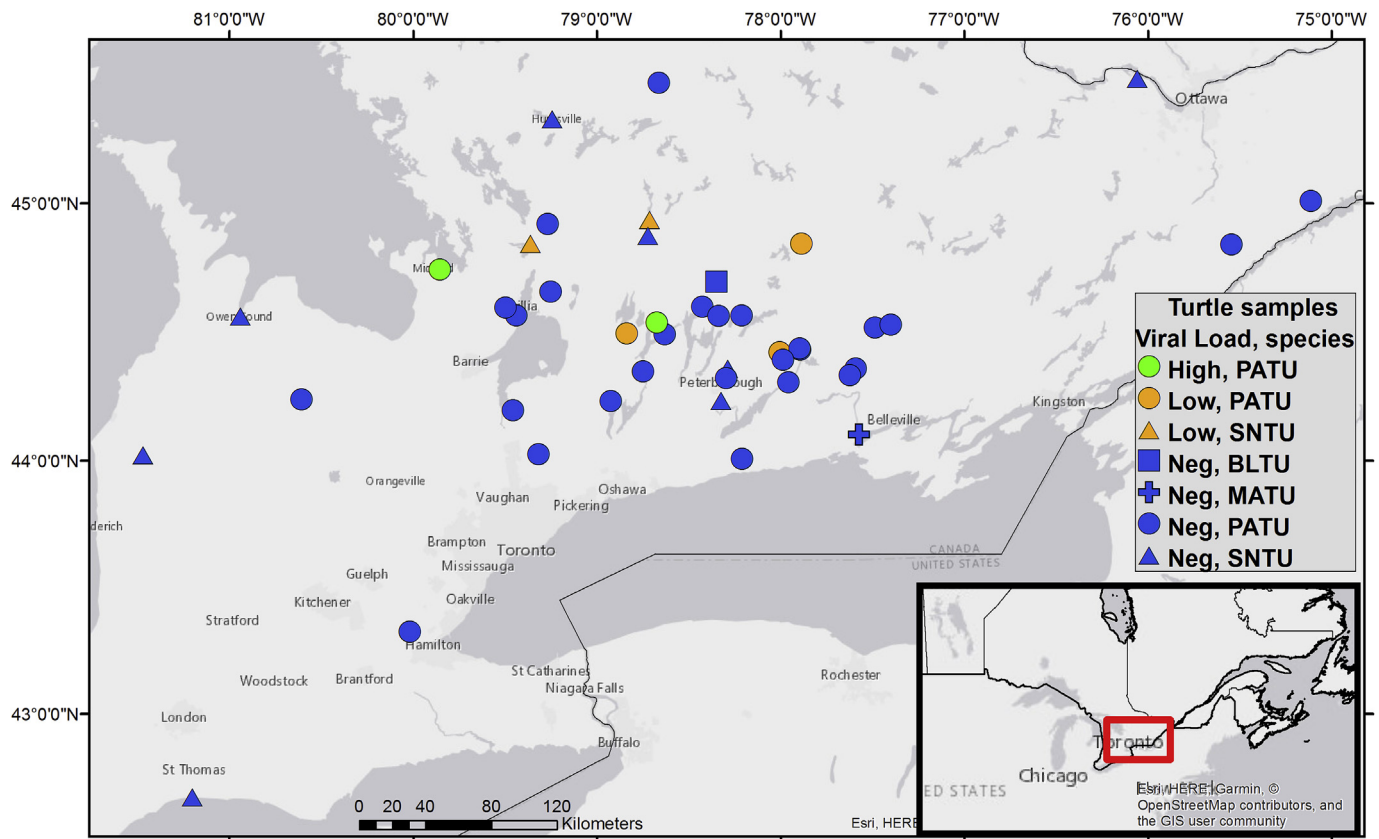 81°0'0"W 80°0'0"W 79°0'0"W 78°0'0"W 77°0'0"W 76°0'0"W 75°0'0"W
Ottawa
45°0'0"N
Barrie
Kingston
Belleville
44°0'0"N
Orangeville
Oshawa
Vaughan
Pickering
Brampton
Toronto
Mississauga
Guelph
Kitchener
Oakville
Stratford
Hamilton
St Catharines
Woodstock
Brantford
Niagara Falls
Rochester
43°0'0"N
London
Buffalo
St Thomas
CANADA
UNITED STATES
Turtle samples
Viral Load, species
High, PATU
Low, PATU
Low, SNTU
Neg, BLTU
Neg, MATU
Neg, PATU
Neg, SNTU
0 20 40 80 120
Kilometers
Esri, HERE
Toronto
Chicago
ED STATES
Esri, HERE, Garmin, ©
OpenStreetMap contributors, and
the GIS user community